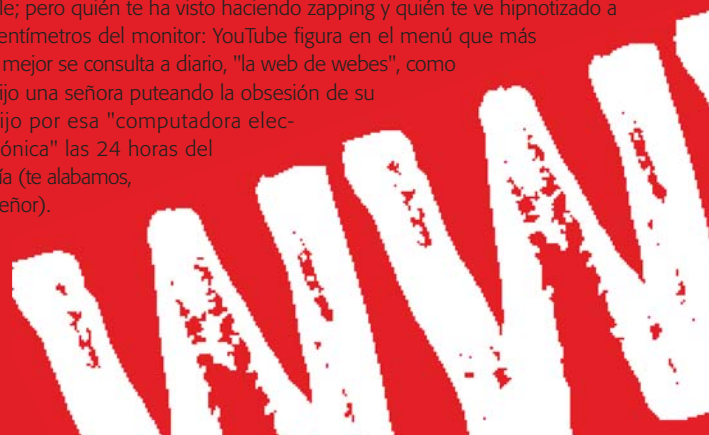 le; pero quién te ha visto haciendo zapping y quién te ve hipnotizado a
entímetros del monitor: YouTube figura en el menú que más
mejor se consulta a diario, "la web de webes", como
ijo una señora puteando la obsesión de su
ijo por esa "computadora elec-
ónica" las 24 horas del
ía (te alabamos,
eñor).
WW